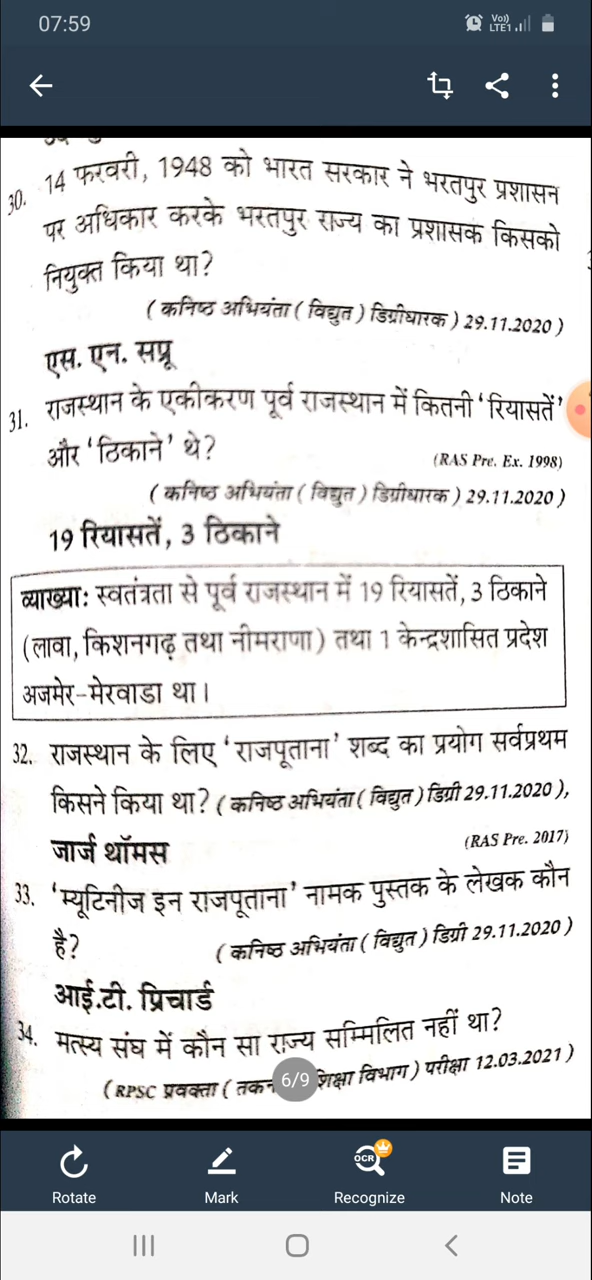 07:59
Vo))
LTE1
30. 14 फरवरी, 1948 को भारत सरकार ने भरतपुर प्रशासन
पर अधिकार करके भरतपुर राज्य का प्रशासक किसको
नियुक्त किया था?
( कनिष्ठ अभियंता ( विद्युत ) डिग्रीधारक ) 29.11.2020 )
एस. एन. सप्रू
31. राजस्थान के एकीकरण पूर्व राजस्थान में कितनी ‘रियासतें’
और ‘ठिकाने’ थे?
(RAS Pre. Ex. 1998)
( कनिष्ठ अभियंता ( विद्युत ) डिग्रीधारक ) 29.11.2020 )
19 रियासतें, 3 ठिकाने
व्याख्या: स्वतंत्रता से पूर्व राजस्थान में 19 रियासतें, 3 ठिकाने
(लावा, किशनगढ़ तथा नीमराणा) तथा 1 केन्द्रशासित प्रदेश
अजमेर-मेरवाडा था।
32. राजस्थान के लिए ‘राजपूताना’ शब्द का प्रयोग सर्वप्रथम
किसने किया था? ( कनिष्ठ अभियंता ( विद्युत ) डिग्री 29.11.2020 ),
(RAS Pre. 2017)
जार्ज थॉमस
33. ‘म्यूटिनीज इन राजपूताना’ नामक पुस्तक के लेखक कौन
है? ( कनिष्ठ अभियंता ( विद्युत ) डिग्री 29.11.2020 )
आई.टी. प्रिचार्ड
34. मत्स्य संघ में कौन सा राज्य सम्मिलित नहीं था?
(RPSC प्रवक्ता ( शिक्षा विभाग ) परीक्षा 12.03.2021 )
6/9
OCR
Rotate Mark Recognize Note